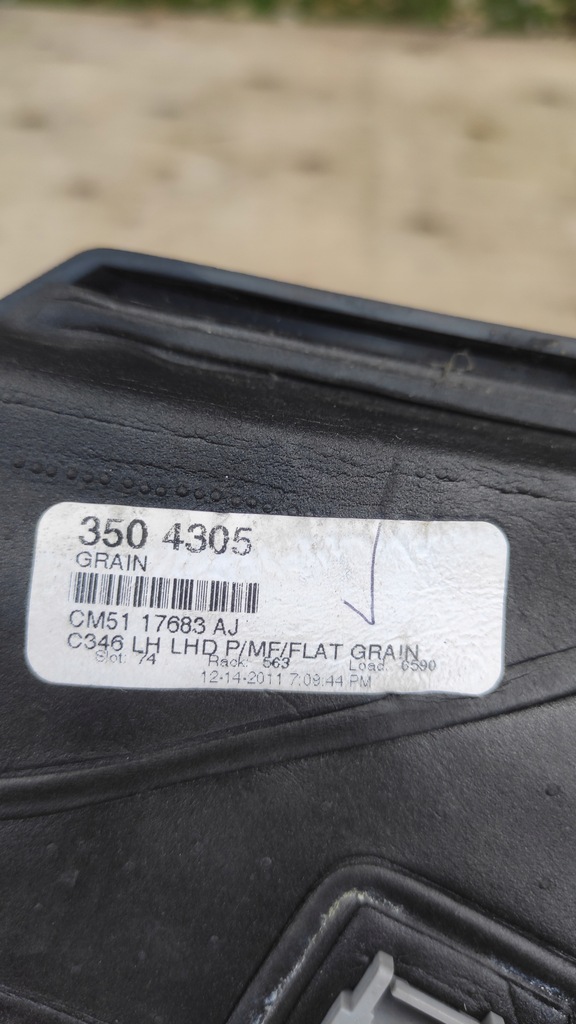 350 4305
GRAIN
CM51 17683 AJ
C346 LH LHD P/MF/FLAT GRAIN
Slot: 74 Rack: 563 Load: 6590
12-14-2011 7:09:44 PM